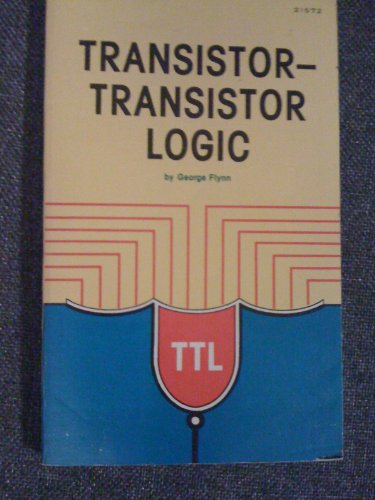 21572
TRANSISTOR–
TRANSISTOR
LOGIC
by George Flynn
TTL